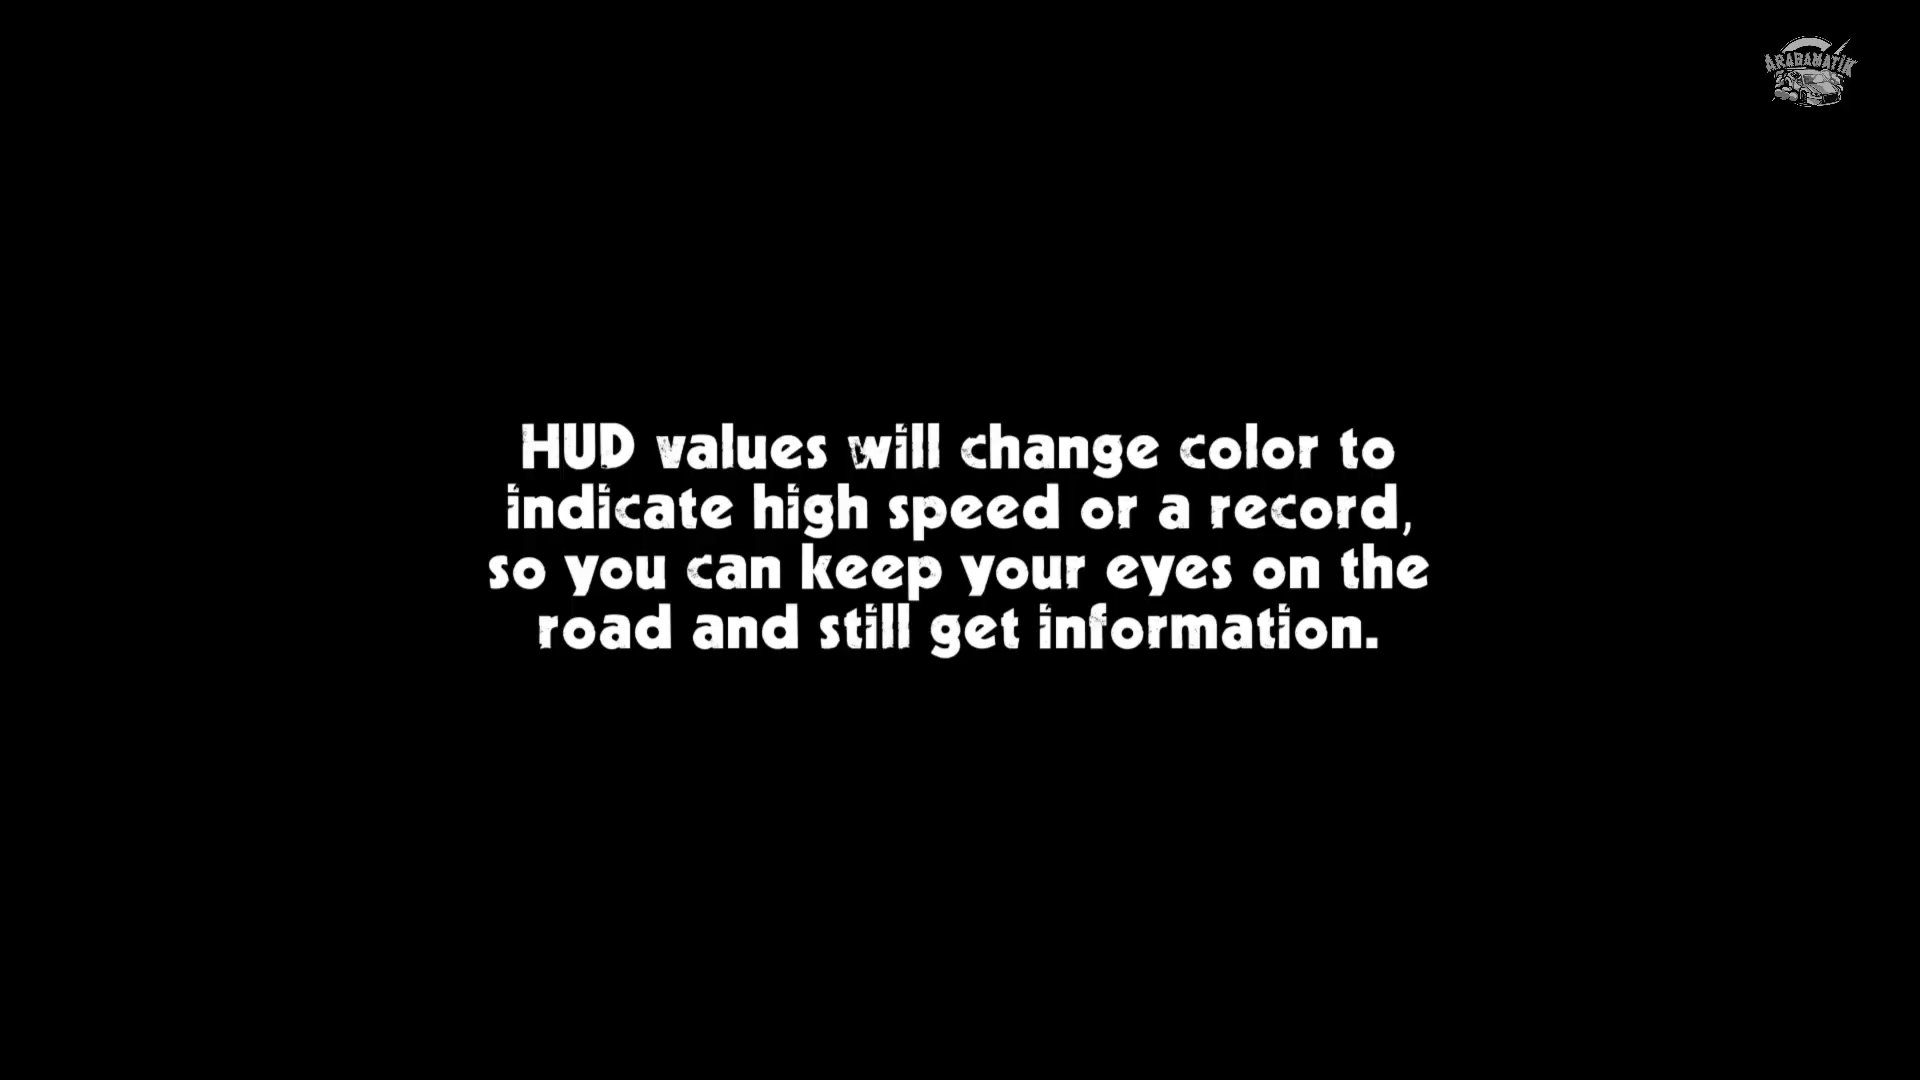 ARABAMATIK
HUD values will change color to
indicate high speed or a record,
so you can keep your eyes on the
road and still get information.